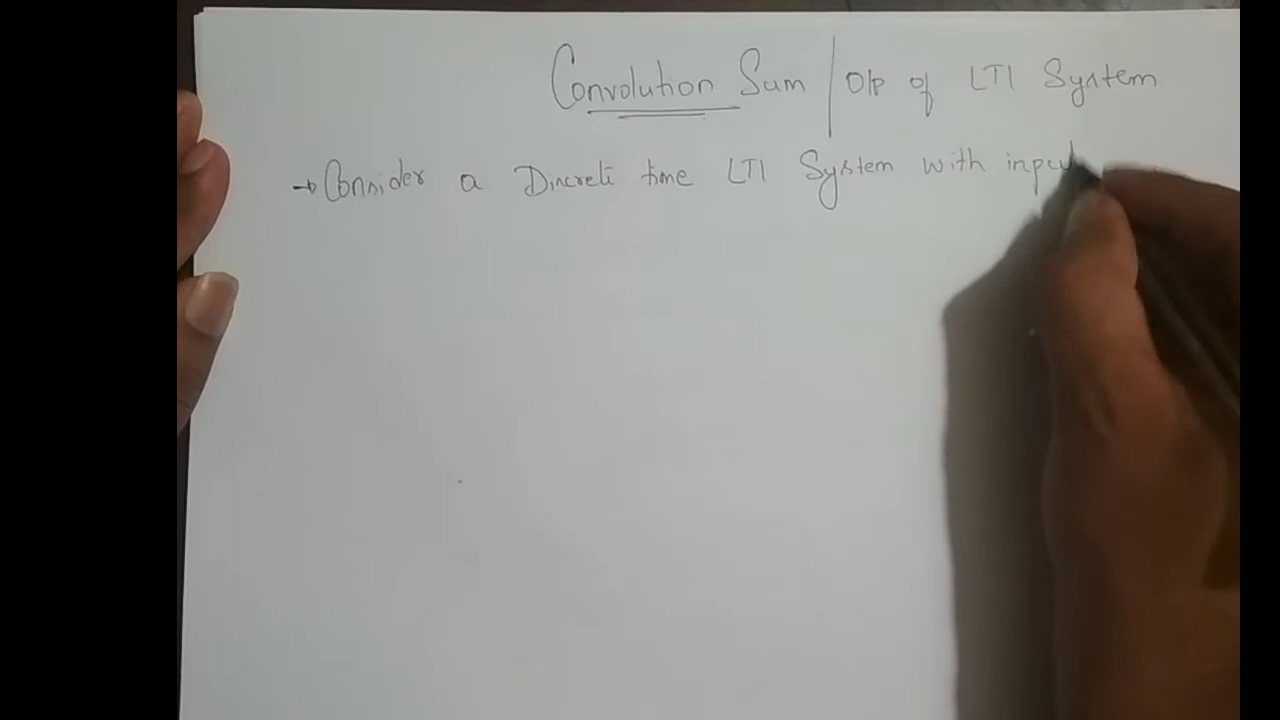 Convolution Sum | O/P of LTI System
→ Consider a Discrete time LTI System with input